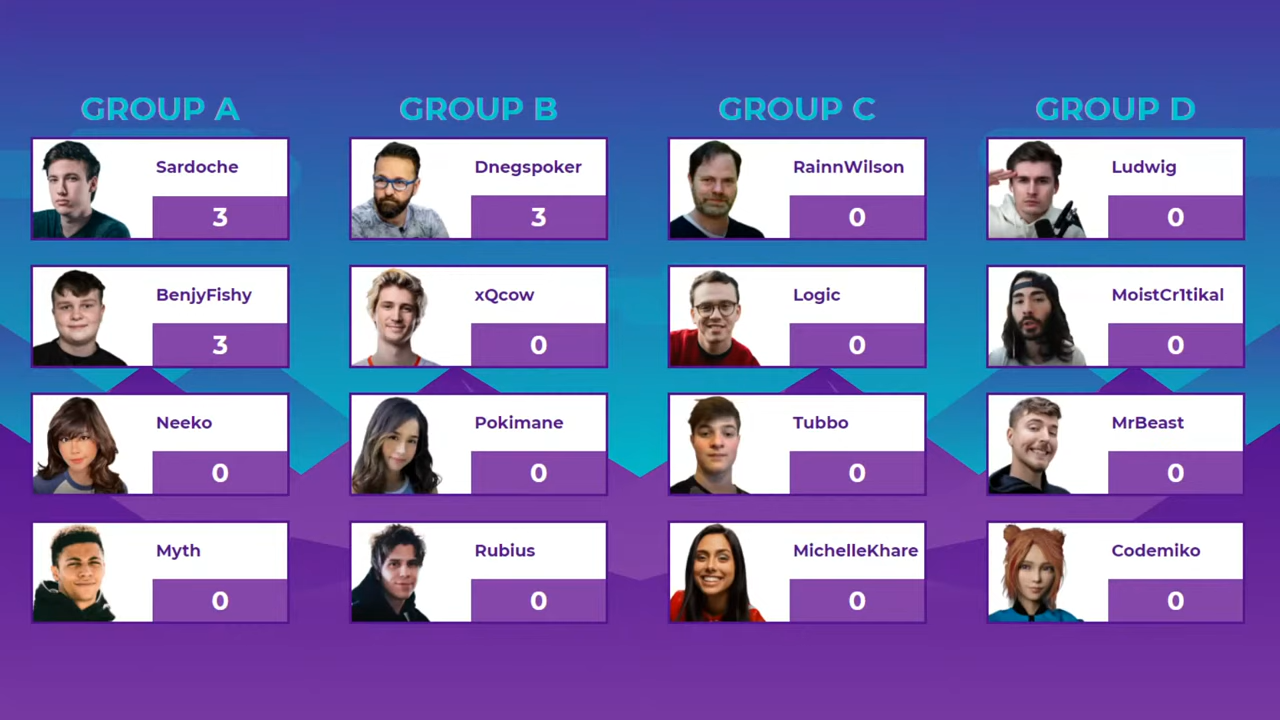 GROUP A
Sardoche
3
BenjyFishy
3
Neeko
0
Myth
0
GROUP B
Dnegspoker
3
xQcow
0
Pokimane
0
Rubius
0
GROUP C
RainnWilson
0
Logic
0
Tubbo
0
MichelleKhare
0
GROUP D
Ludwig
0
MoistCr1tikal
0
MrBeast
0
Codemiko
0